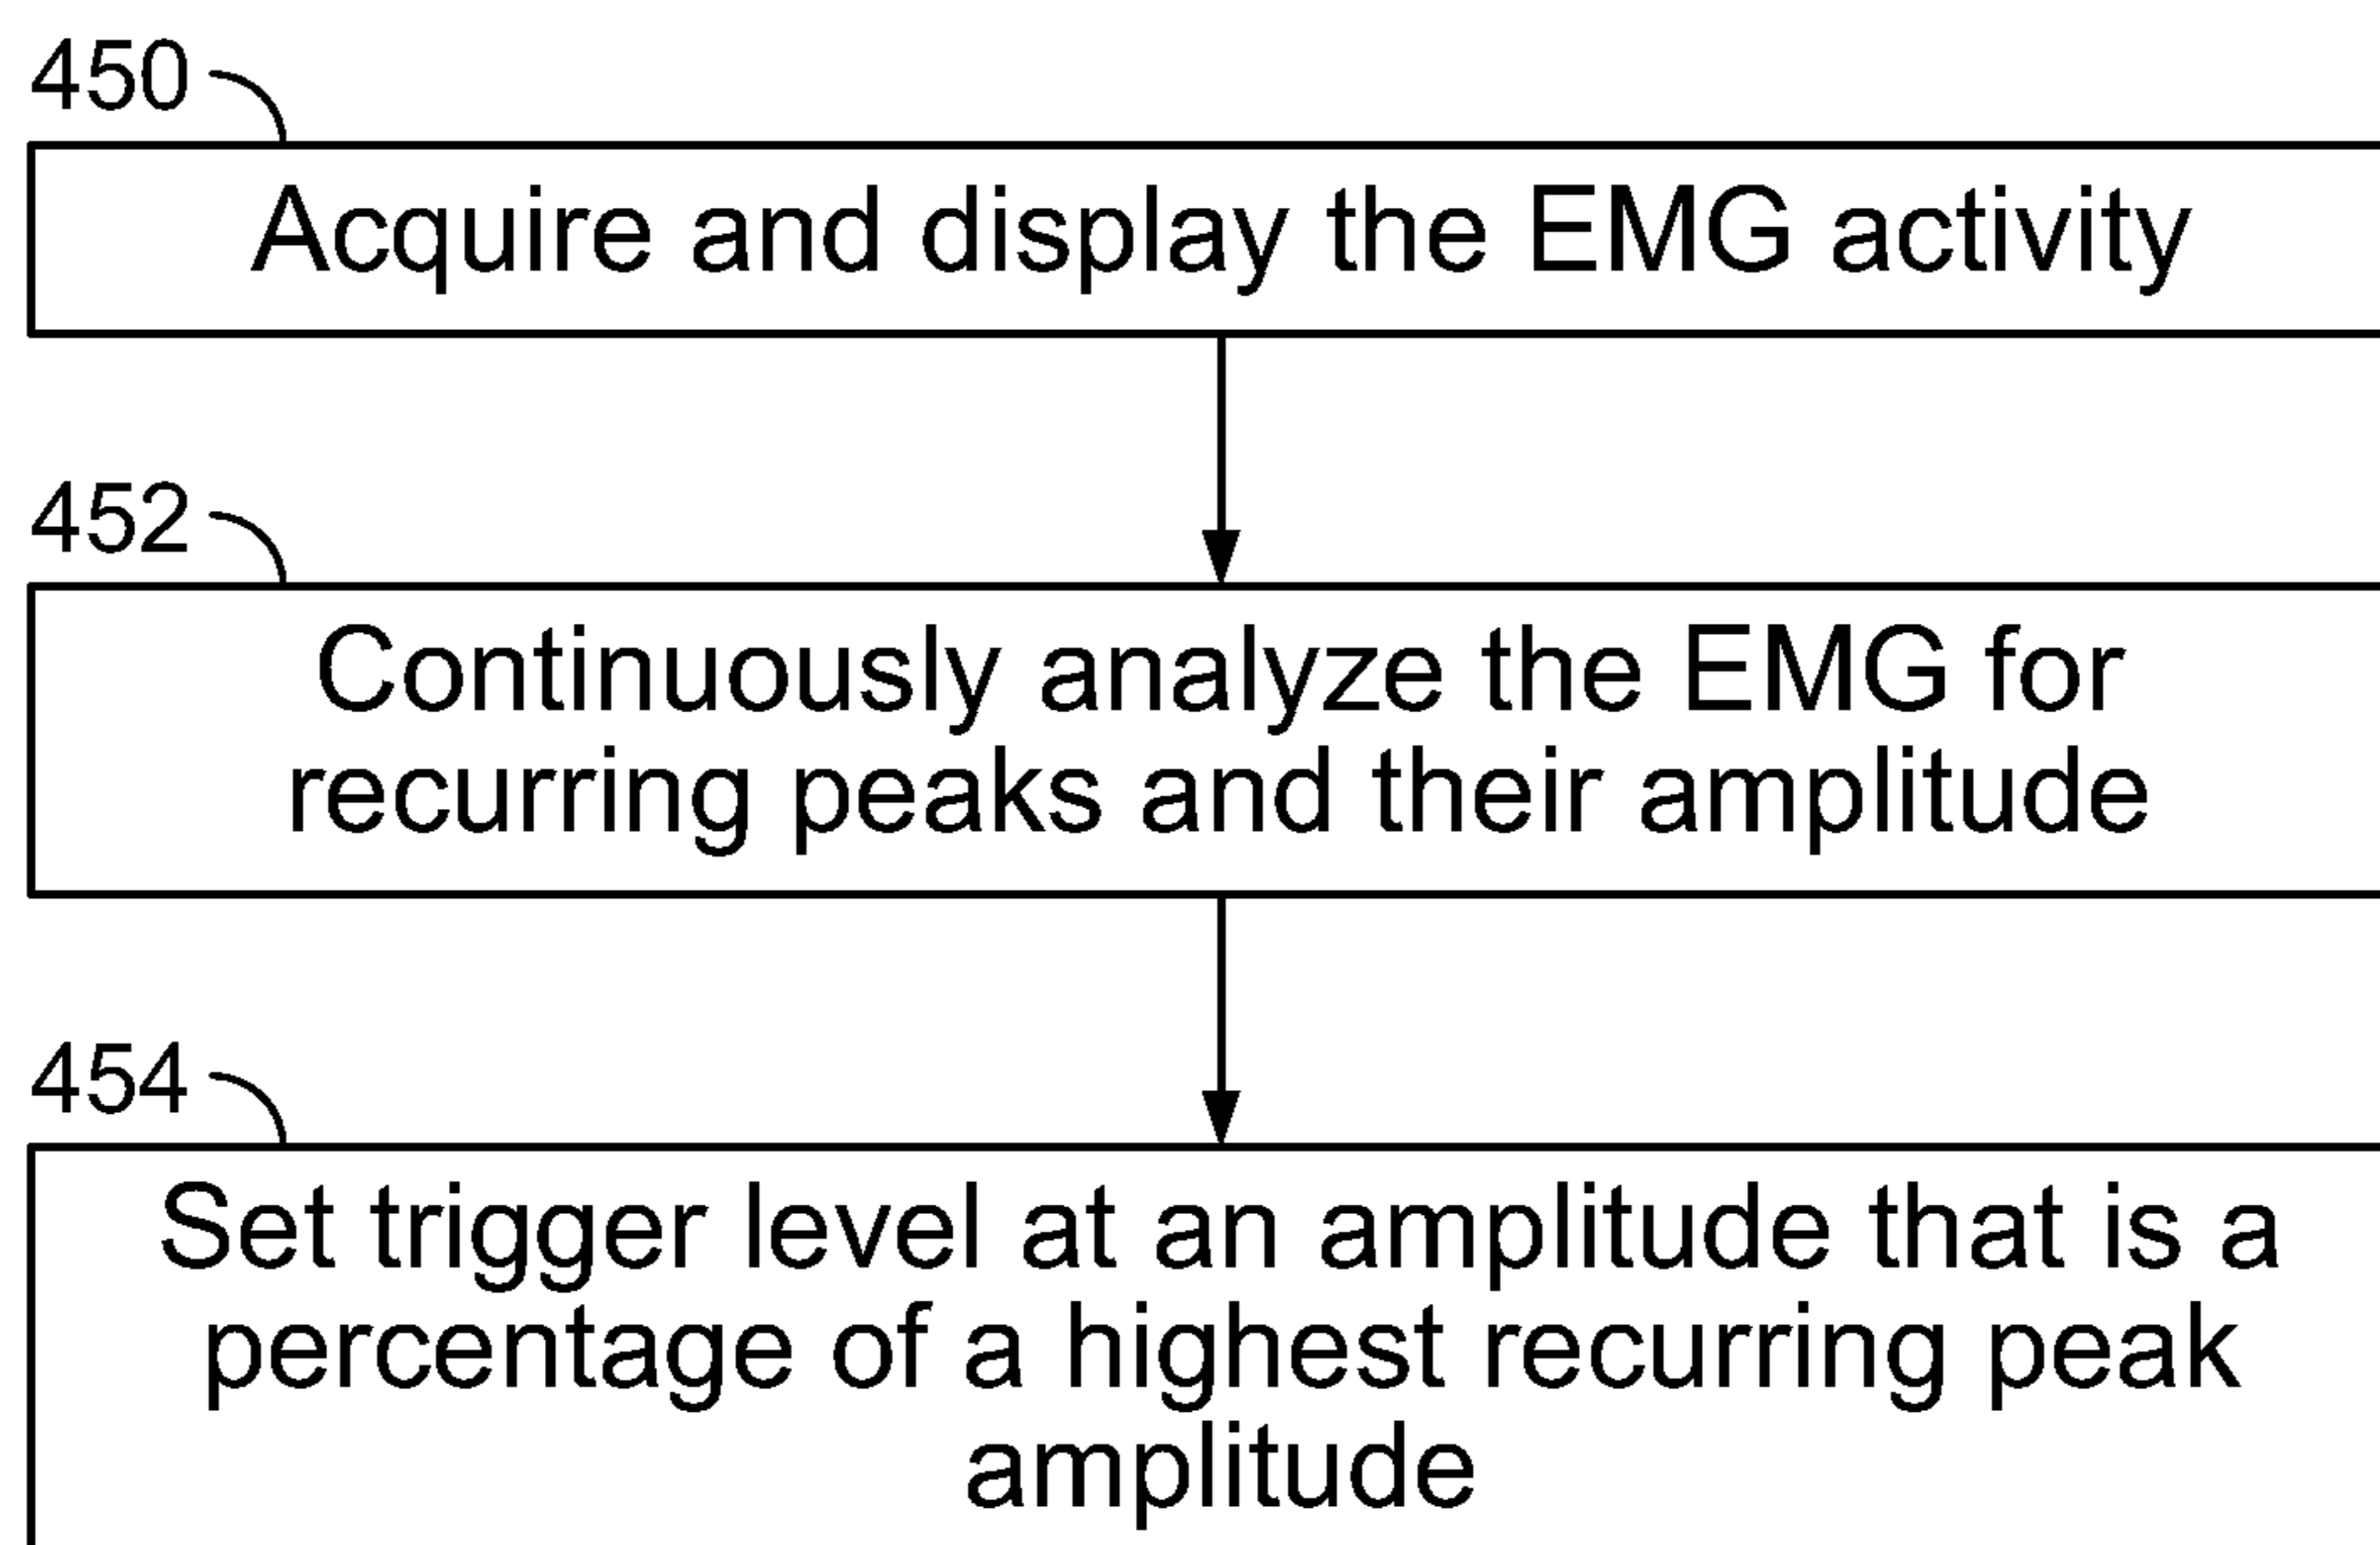 450
Acquire and display the EMG activity
452
Continuously analyze the EMG for
recurring peaks and their amplitude
454
Set trigger level at an amplitude that is a
percentage of a highest recurring peak
amplitude